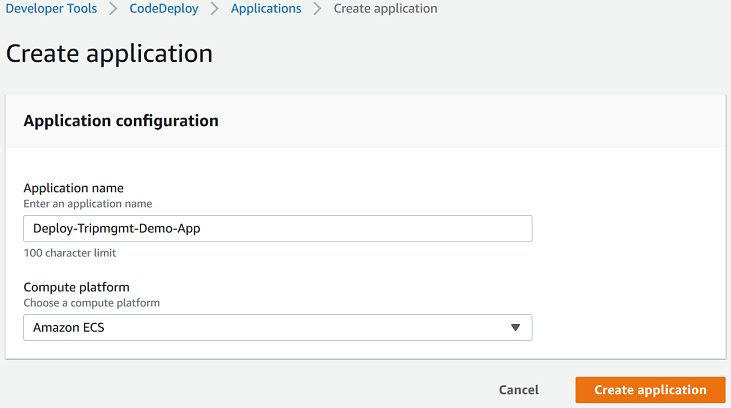 Developer Tools > CodeDeploy > Applications > Create application
Create application
Application configuration
Application name
Enter an application name
Deploy-Tripmgmt-Demo-App
100 character limit
Compute platform
Choose a compute platform
Amazon ECS
Cancel Create application